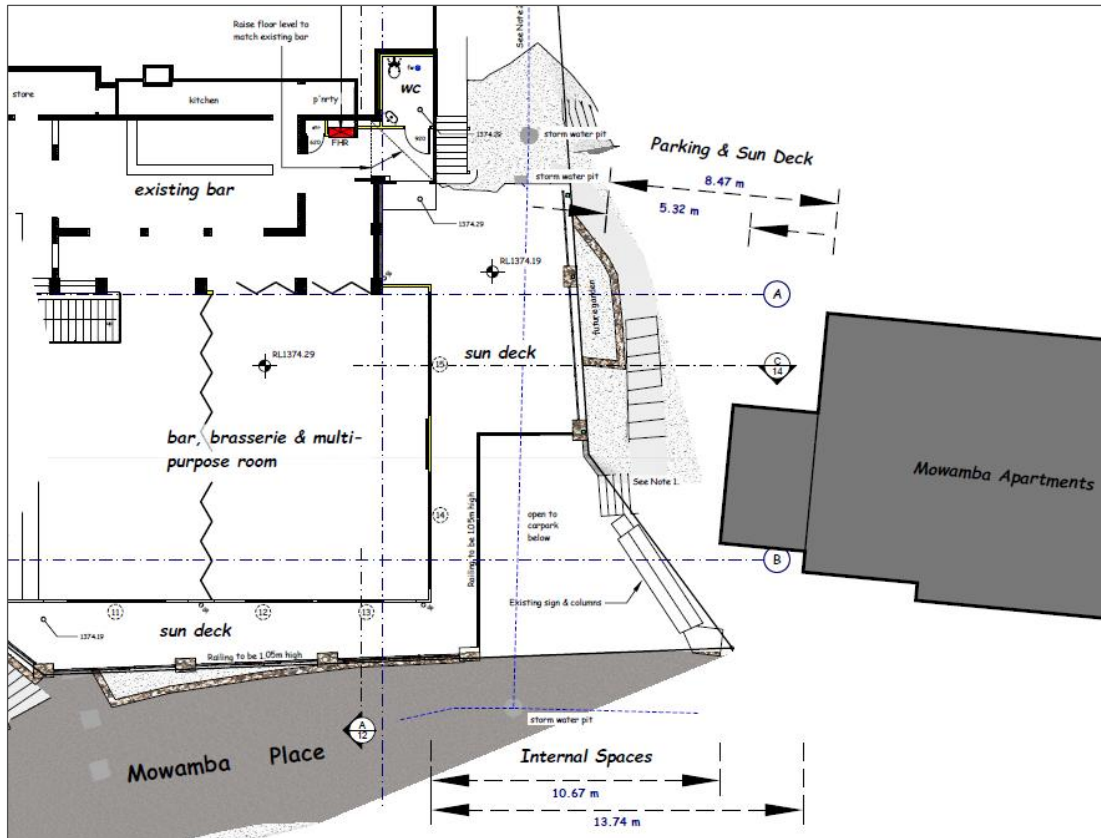 Raise floor level to
match existing bar
See Note 2
store
kitchen
p'nrty
WC
fw
620
FHR
920
1374.29
storm water pit
Parking & Sun Deck
8.47 m
storm water pit
5.32 m
existing bar
1374.29
RL1374.19
A
future garden
sun deck
RL1374.29
15
C
14
bar, brasserie & multi-
purpose room
Mowamba Apartments
See Note 1.
14
Railing to be 1.05m high
open to
carpark
below
B
Existing sign & columns
11
12
13
sun deck
1374.19
Railing to be 1.05m high
storm water pit
A
12
Mowamba Place
Internal Spaces
10.67 m
13.74 m